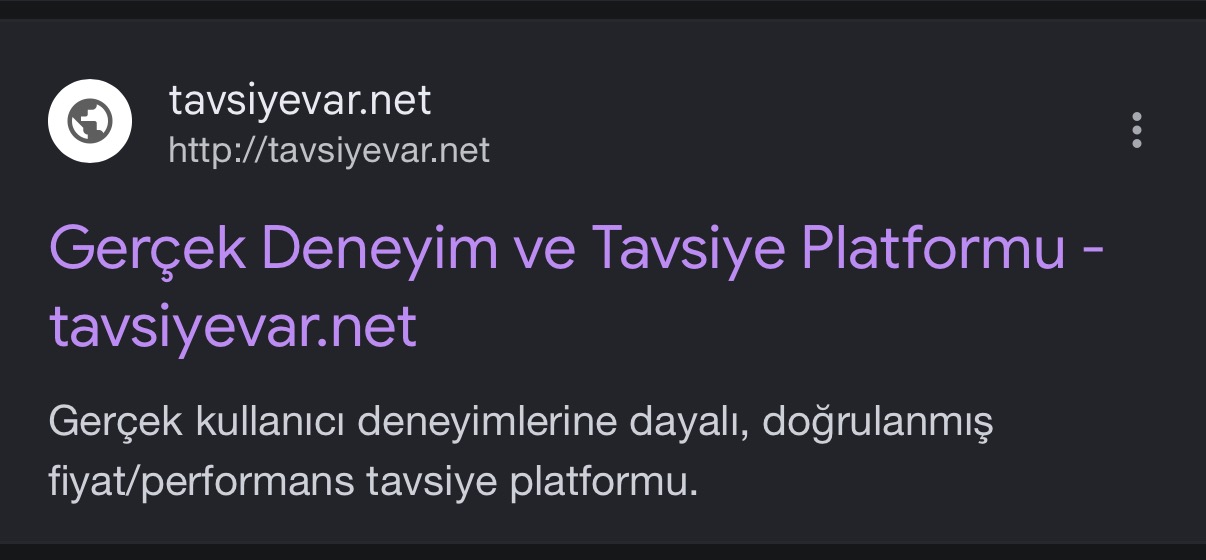 tavsiyevar.net
http://tavsiyevar.net
Gerçek Deneyim ve Tavsiye Platformu -
tavsiyevar.net
Gerçek kullanıcı deneyimlerine dayalı, doğrulanmış
fiyat/performans tavsiye platformu.